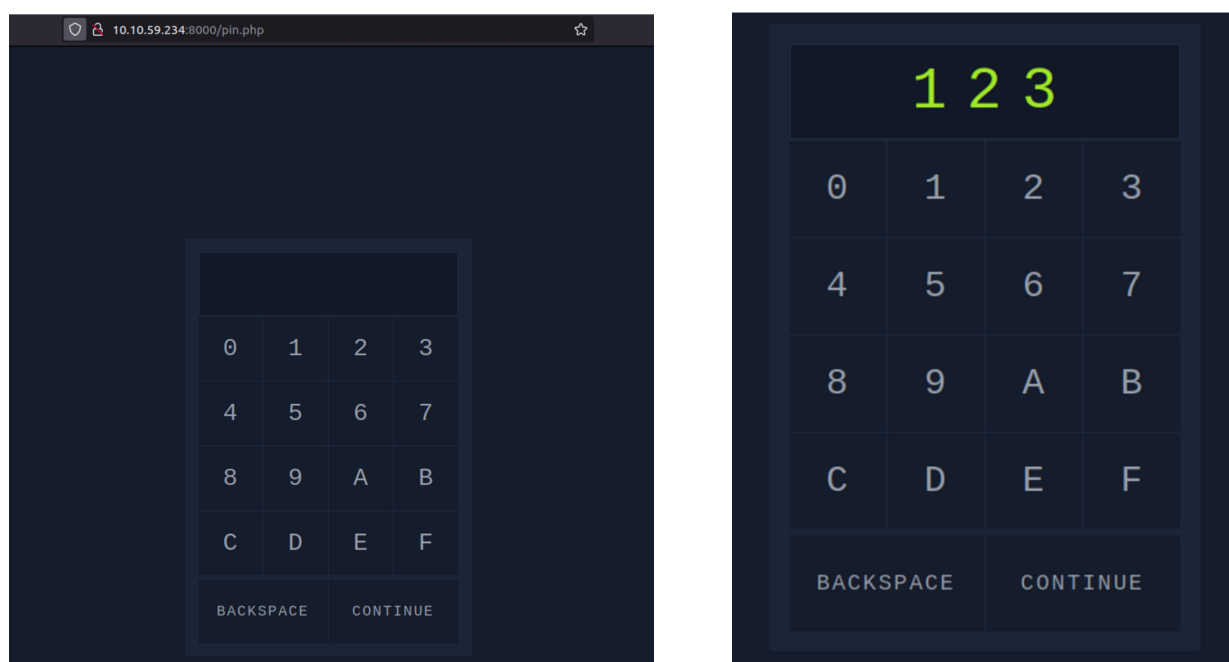 10.10.59.234:8000/pin.php
0 1 2 3
4 5 6 7
8 9 A B
C D E F
BACKSPACE CONTINUE
1 2 3
0 1 2 3
4 5 6 7
8 9 A B
C D E F
BACKSPACE CONTINUE